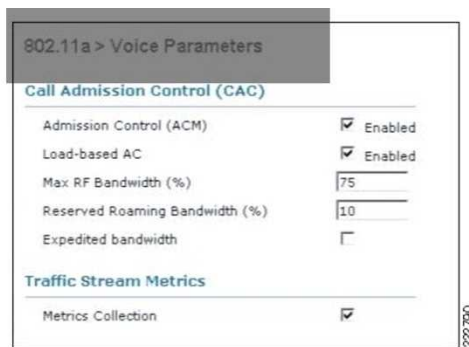 802.11a > Voice Parameters
Call Admission Control (CAC)
Admission Control (ACM) Enabled
Load-based AC Enabled
Max RF Bandwidth (%) 75
Reserved Roaming Bandwidth (%) 10
Expedited bandwidth
Traffic Stream Metrics
Metrics Collection